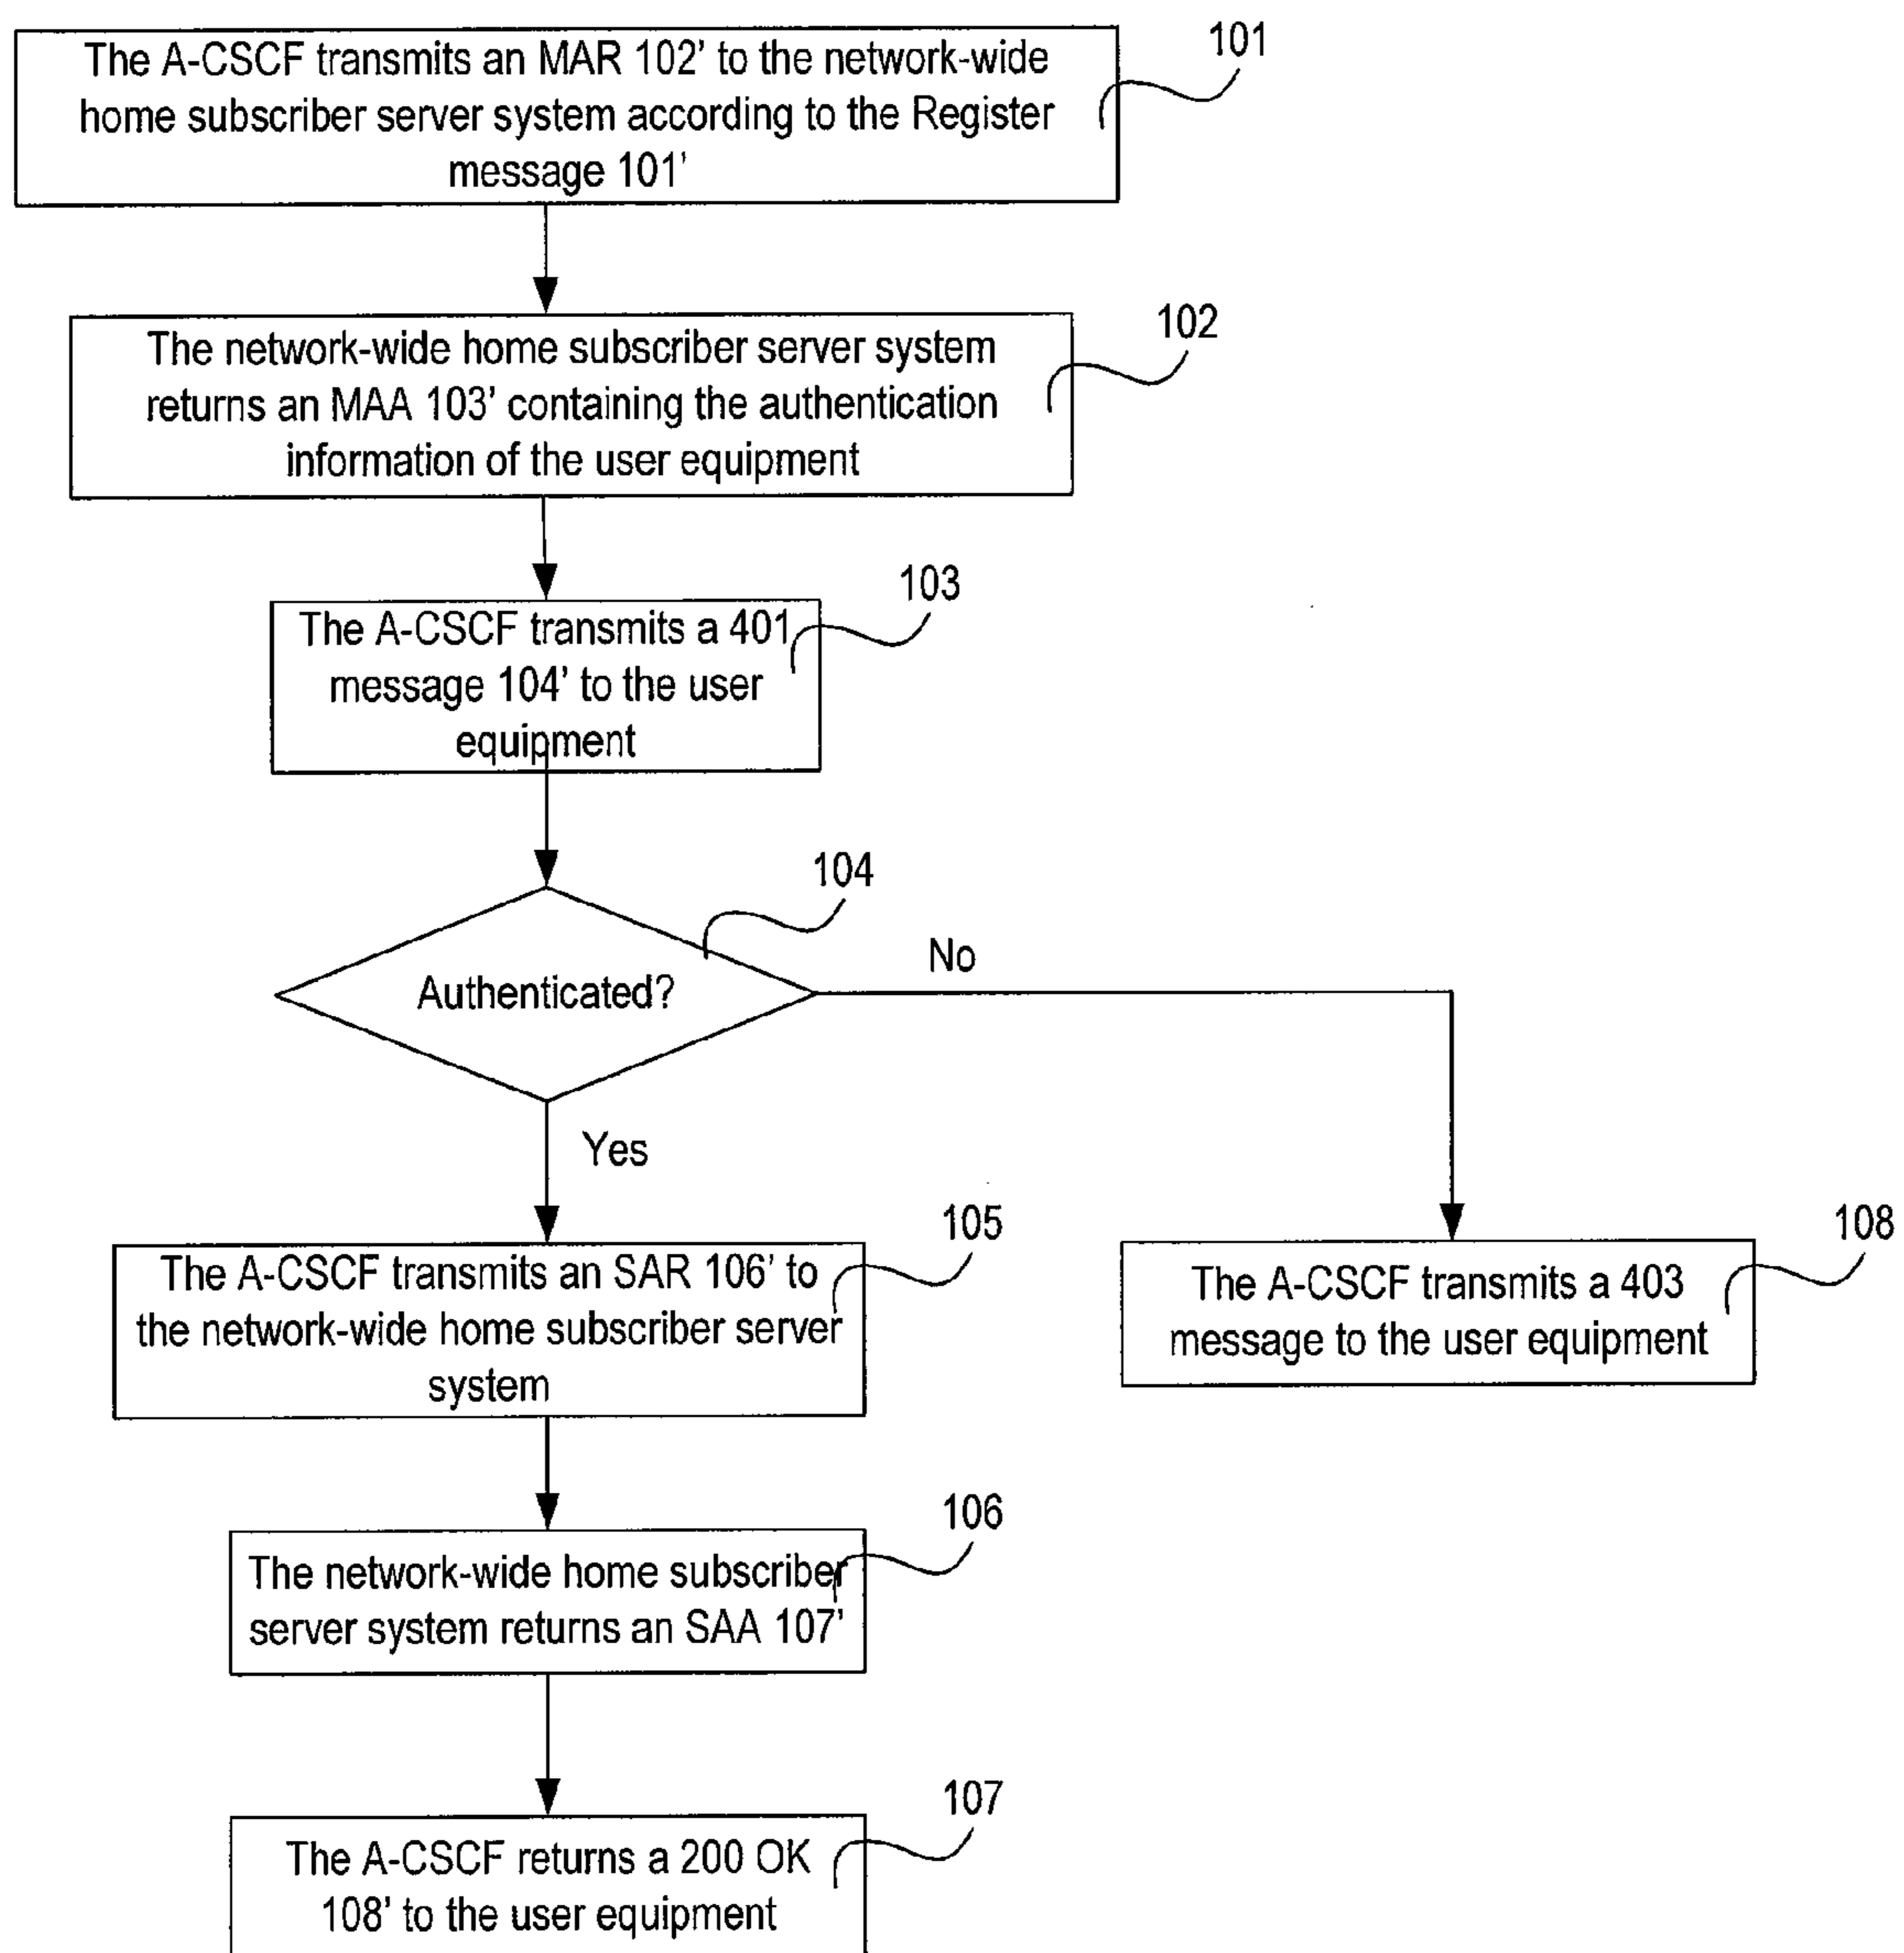 The A-CSCF transmits an MAR 102' to the network-wide
home subscriber server system according to the Register
message 101'
101
The network-wide home subscriber server system
returns an MAA 103' containing the authentication
information of the user equipment
102
The A-CSCF transmits a 401
message 104' to the user
equipment
103
Authenticated?
104
No
Yes
The A-CSCF transmits an SAR 106' to
the network-wide home subscriber server
system
105
The A-CSCF transmits a 403
message to the user equipment
108
The network-wide home subscriber
server system returns an SAA 107'
106
The A-CSCF returns a 200 OK
108' to the user equipment
107